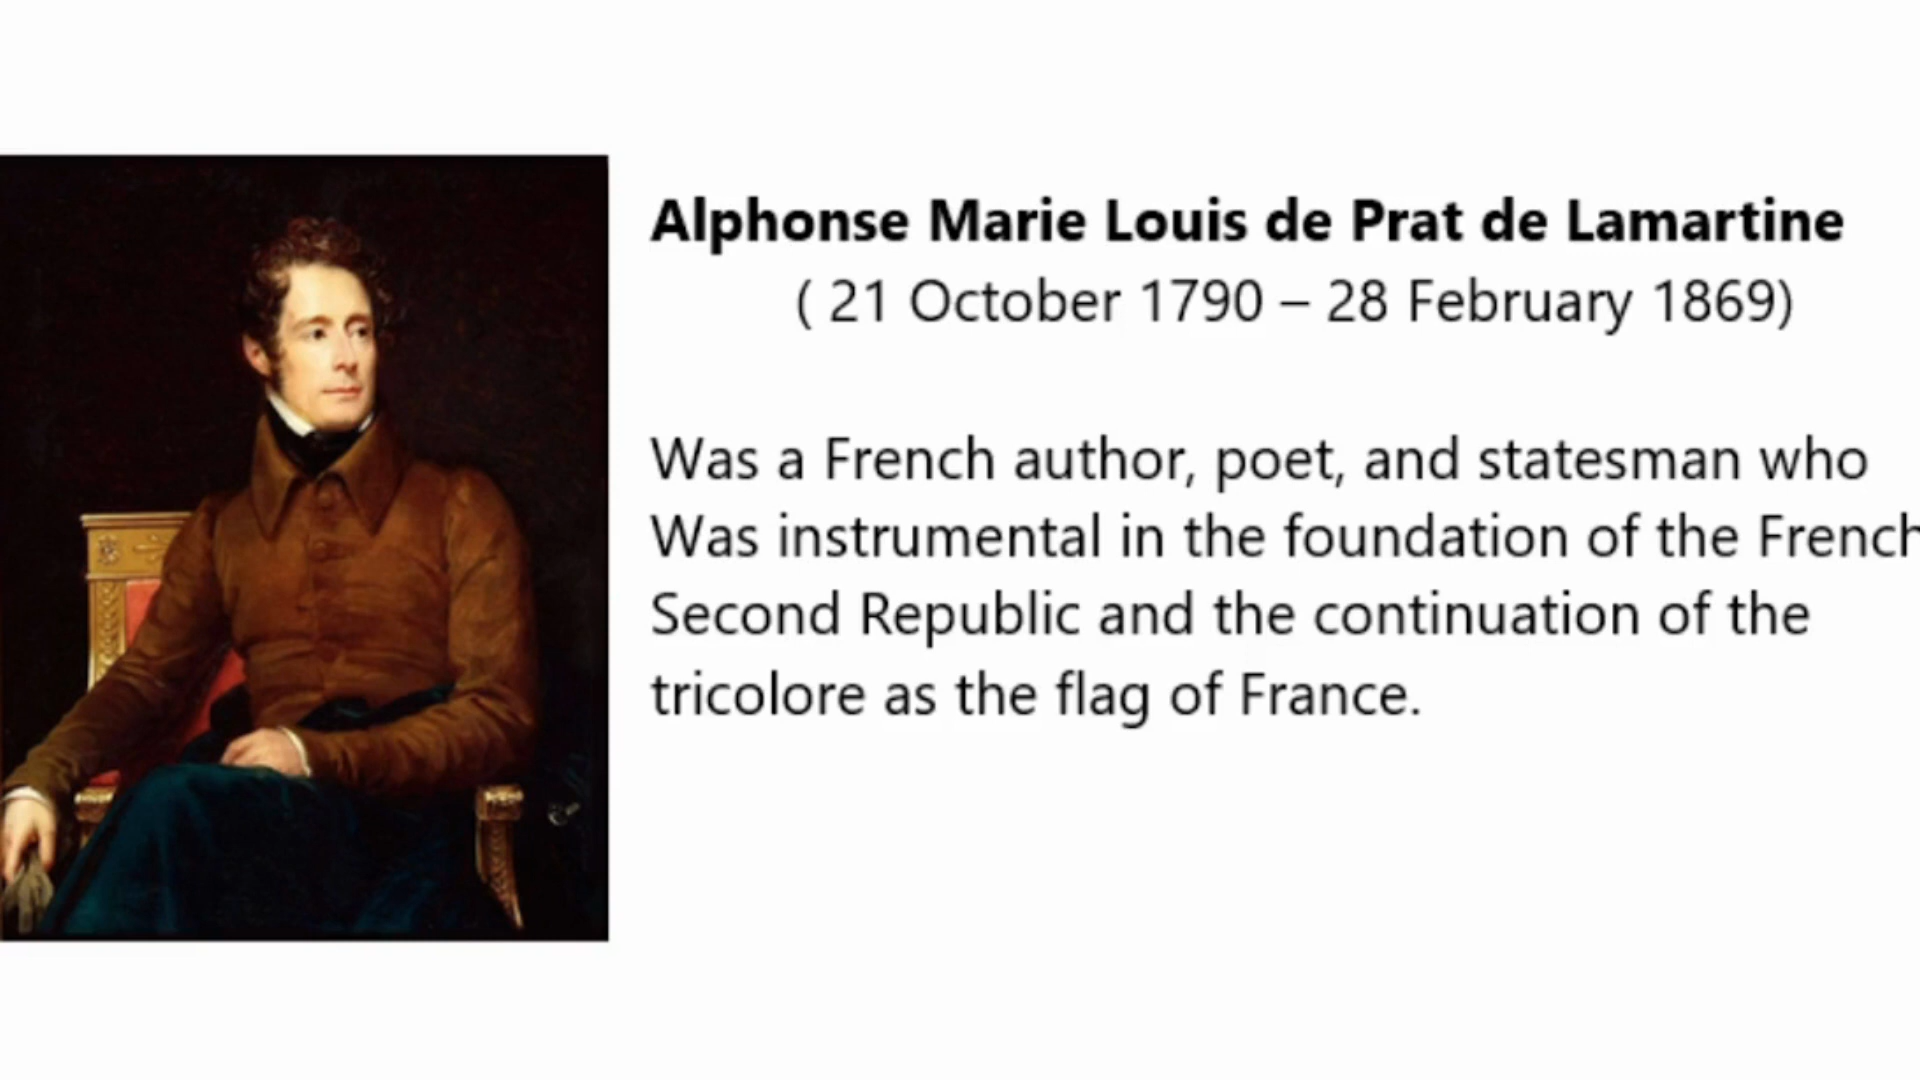 Alphonse Marie Louis de Prat de Lamartine
( 21 October 1790 – 28 February 1869)
Was a French author, poet, and statesman who
Was instrumental in the foundation of the French
Second Republic and the continuation of the
tricolore as the flag of France.